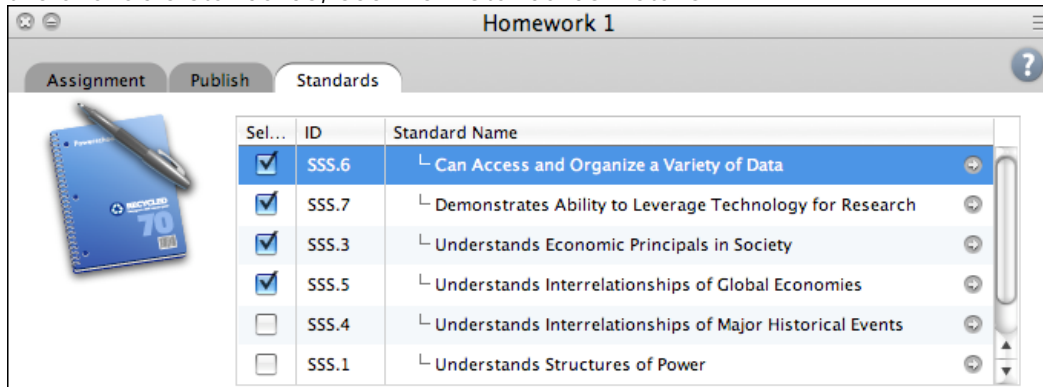 Homework 1
?
Assignment Publish Standards
Sel... ID Standard Name
SSS.6 Can Access and Organize a Variety of Data
SSS.7 Demonstrates Ability to Leverage Technology for Research
SSS.3 Understands Economic Principals in Society
SSS.5 Understands Interrelationships of Global Economies
SSS.4 Understands Interrelationships of Major Historical Events
SSS.1 Understands Structures of Power
RECYCLED
70